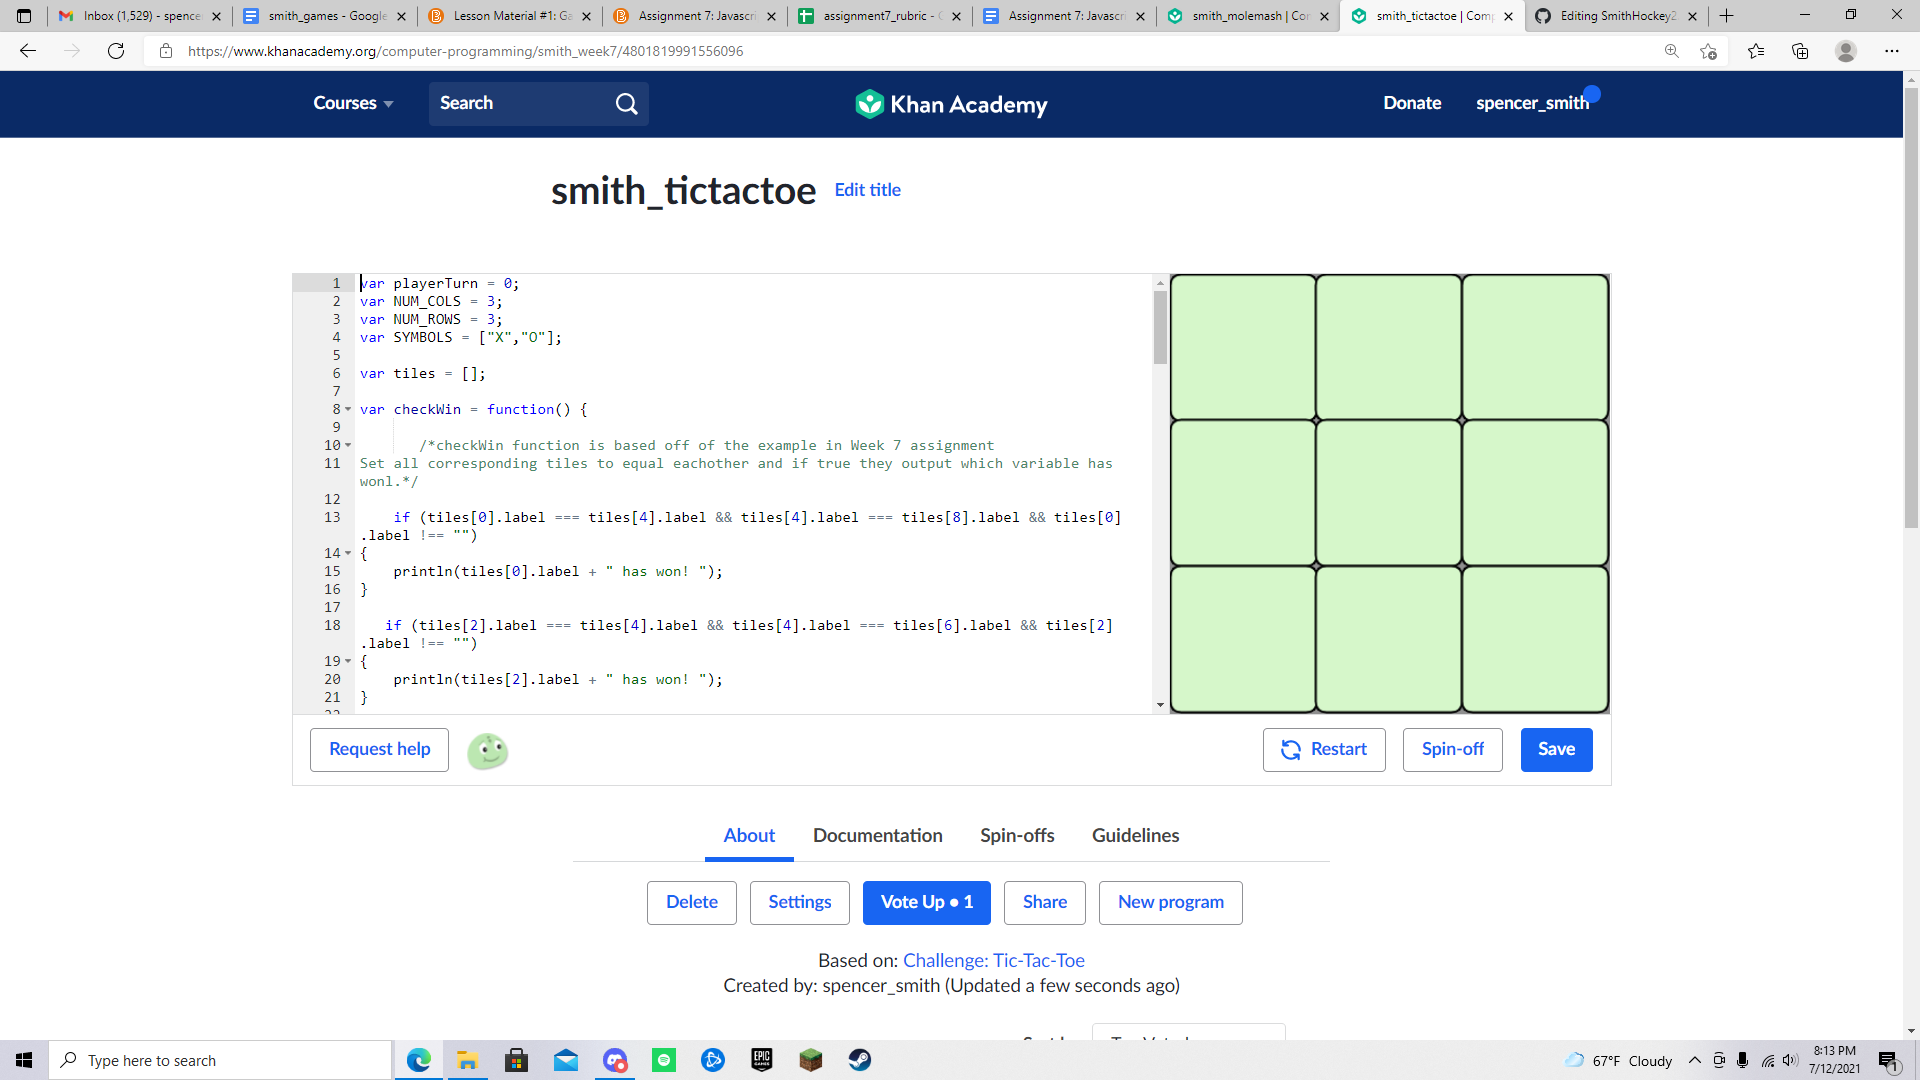 Inbox (1,529) - spence
smith_games - Google
Lesson Material #1: Ga
Assignment 7: Javascri
assignment7_rubric - G
Assignment 7: Javascri
smith_molemash | Con
smith_tictactoe | Comp
Editing SmithHockey2
https://www.khanacademy.org/computer-programming/smith_week7/4801819991556096
Courses
Search
Khan Academy
Donate
spencer_smith
smith_tictactoe
Edit title
1 var playerTurn = 0;
2 var NUM_COLS = 3;
3 var NUM_ROWS = 3;
4 var SYMBOLS = ["X","O"];
5
6 var tiles = [];
7
8 var checkWin = function() {
9
10 /*checkWin function is based off of the example in Week 7 assignment
11 Set all corresponding tiles to equal eachother and if true they output which variable has
wonl.*/
12
13 if (tiles[0].label === tiles[4].label && tiles[4].label === tiles[8].label && tiles[0]
.label !== "")
14 {
15 println(tiles[0].label + " has won! ");
16 }
17
18 if (tiles[2].label === tiles[4].label && tiles[4].label === tiles[6].label && tiles[2]
.label !== "")
19 {
20 println(tiles[2].label + " has won! ");
21 }
22
Request help
Restart
Spin-off
Save
About
Documentation
Spin-offs
Guidelines
Delete
Settings
Vote Up • 1
Share
New program
Based on: Challenge: Tic-Tac-Toe
Created by: spencer_smith (Updated a few seconds ago)
Type here to search
EPIC
GAMES
67°F Cloudy
8:13 PM
7/12/2021
1